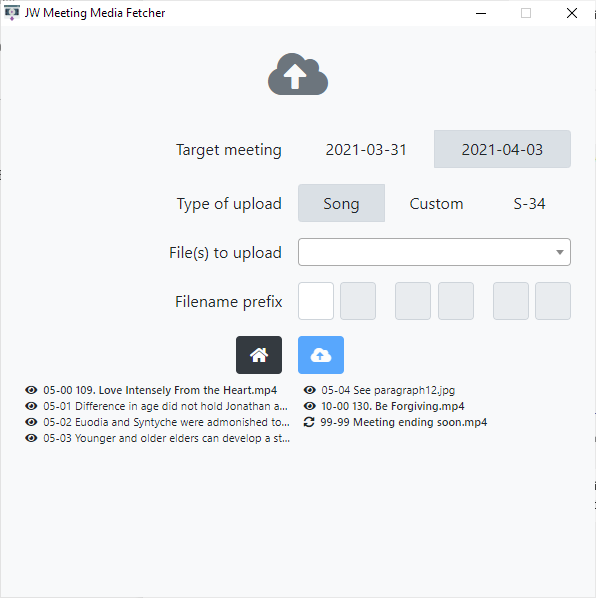 JW Meeting Media Fetcher
Target meeting 2021-03-31 2021-04-03
Type of upload Song Custom S-34
File(s) to upload
Filename prefix
05-00 109. Love Intensely From the Heart.mp4
05-01 Difference in age did not hold Jonathan a...
05-02 Euodia and Syntyche were admonished to...
05-03 Younger and older elders can develop a st...
05-04 See paragraph12.jpg
10-00 130. Be Forgiving.mp4
99-99 Meeting ending soon.mp4